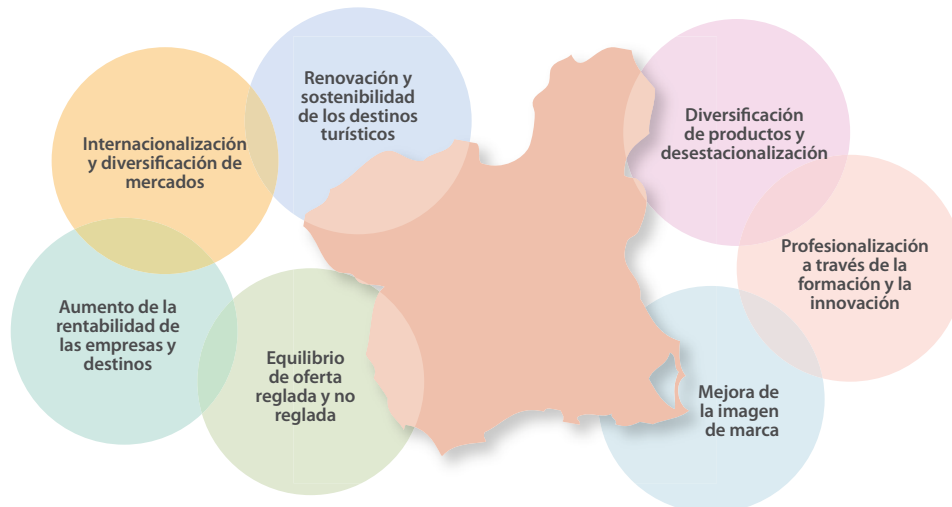 Renovación y
sostenibilidad
de los destinos
turísticos
Internacionalización
y diversificación de
mercados
Aumento de la
rentabilidad de
las empresas y
destinos
Equilibrio
de oferta
reglada y no
reglada
Diversificación
de productos y
desestacionalización
Profesionalización
a través de la
formación y la
innovación
Mejora de
la imagen
de marca